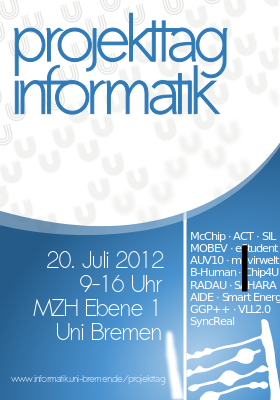 projekttag
informatik
20. Juli 2012
9-16 Uhr
MZH Ebene 1
Uni Bremen
www.informatik.uni-bremen.de/projekttag
McChip · ACT · SIL
MOBEV ·
AUV10 ·
B-Human · Chip4U
RADAU ·
AIDE · Smart Energ
GGP++ · VLL2.0
SyncReal